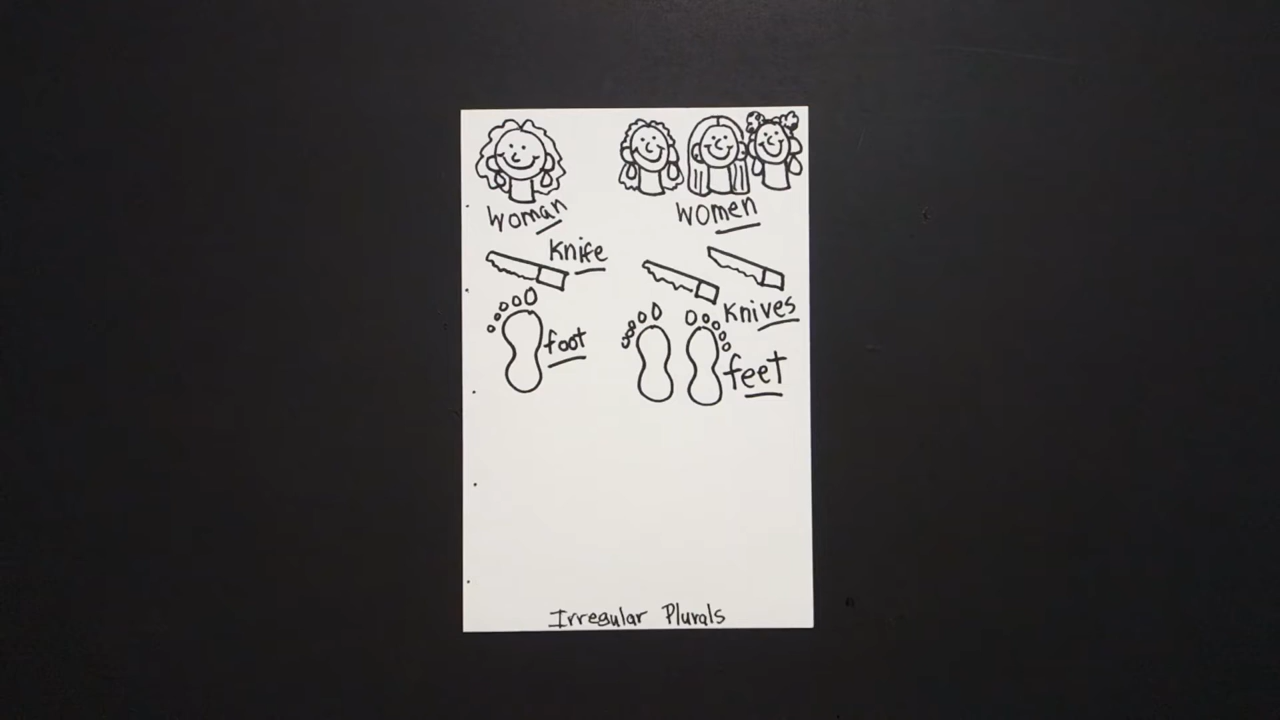 woman
women
Knife
Knives
foot
feet
Irregular Plurals